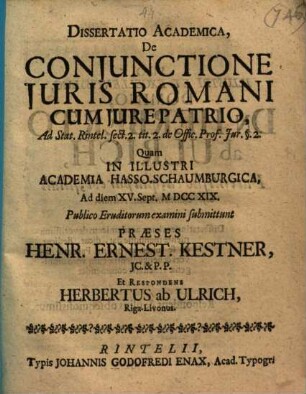 DISSERTATIO ACADEMICA,
De
CONJUNCTIONE
JURIS ROMANI
CUM JURE PATRIO,
Ad Stat. Rintel. sect. 2. tit. 2. de Offic. Prof. Jur. §. 2.
Quam
IN ILLUSTRI
ACADEMIA HASSO-SCHAUMBURGICA,
Ad diem XV. Sept. M DCC XIX.
Publico Eruditorum examini submittunt
PRÆSES
HENR. ERNEST. KESTNER,
JC. & P. P.
Et RESPONDENS
HERBERTUS ab ULRICH,
Riga-Livonus.
RINTELII,
Typis JOHANNIS GODOFREDI ENAX, Acad. Typogr.